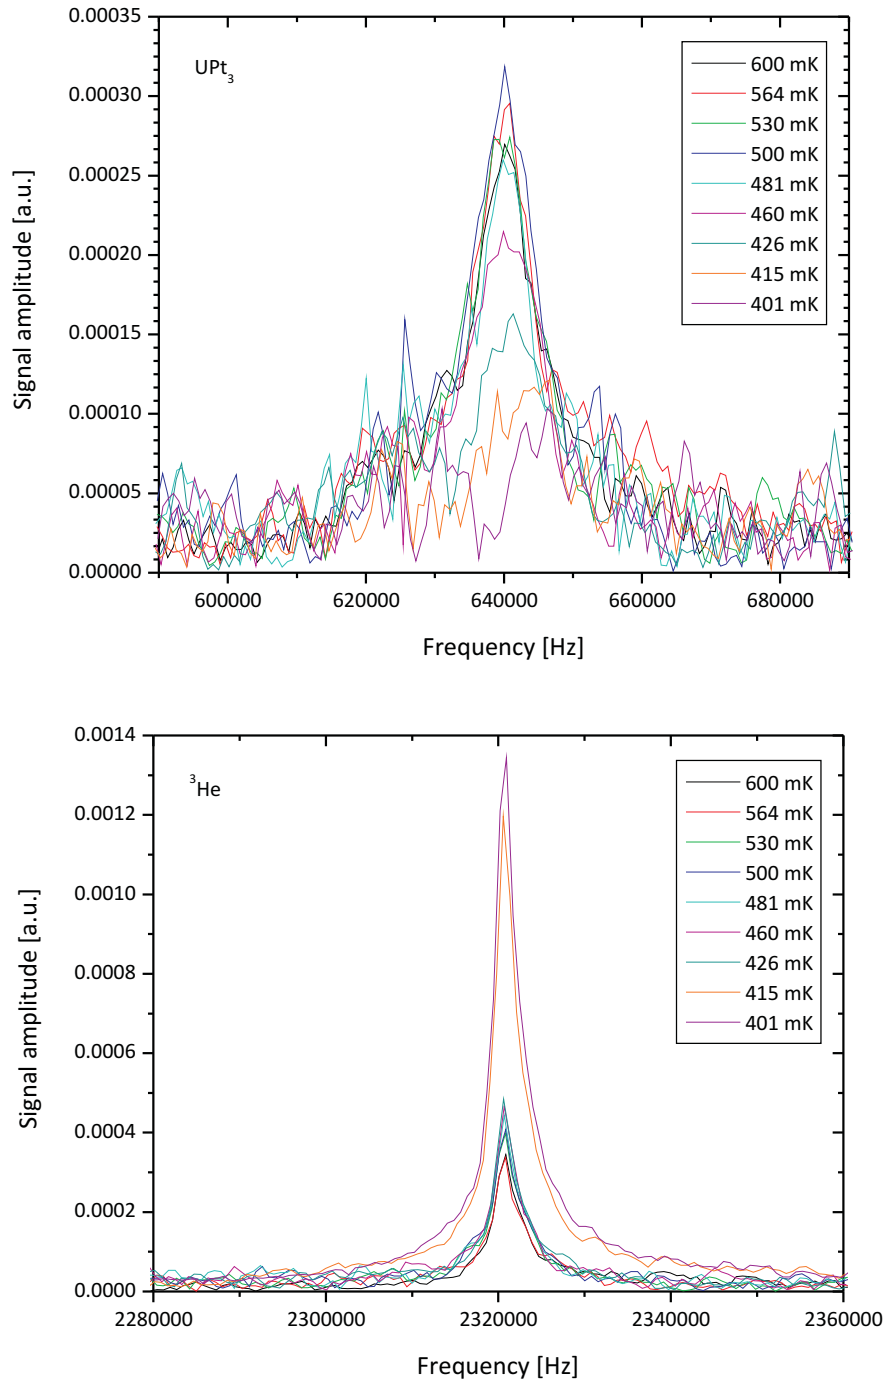 0.00035
0.00030
0.00025
0.00020
0.00015
0.00010
0.00005
0.00000
Signal amplitude [a.u.]
UPt3
600 mK
564 mK
530 mK
500 mK
481 mK
460 mK
426 mK
415 mK
401 mK
600000 620000 640000 660000 680000
Frequency [Hz]
0.0014
0.0012
0.0010
0.0008
0.0006
0.0004
0.0002
0.0000
Signal amplitude [a.u.]
3He
600 mK
564 mK
530 mK
500 mK
481 mK
460 mK
426 mK
415 mK
401 mK
2280000 2300000 2320000 2340000 2360000
Frequency [Hz]